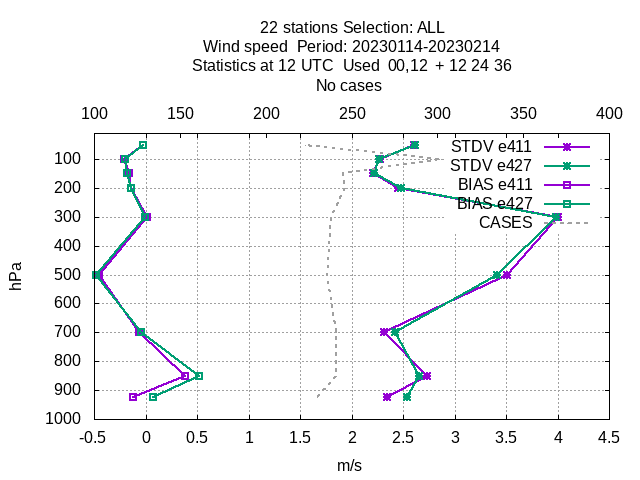 22 stations Selection: ALL
Wind speed  Period: 20230114-20230214
Statistics at 12 UTC  Used  00,12  + 12 24 36
No cases
100 150 200 250 300 350 400
STDV e411
STDV e427
BIAS e411
BIAS e427
CASES
hPa
100
200
300
400
500
600
700
800
900
1000
-0.5 0 0.5 1 1.5 2 2.5 3 3.5 4 4.5
m/s